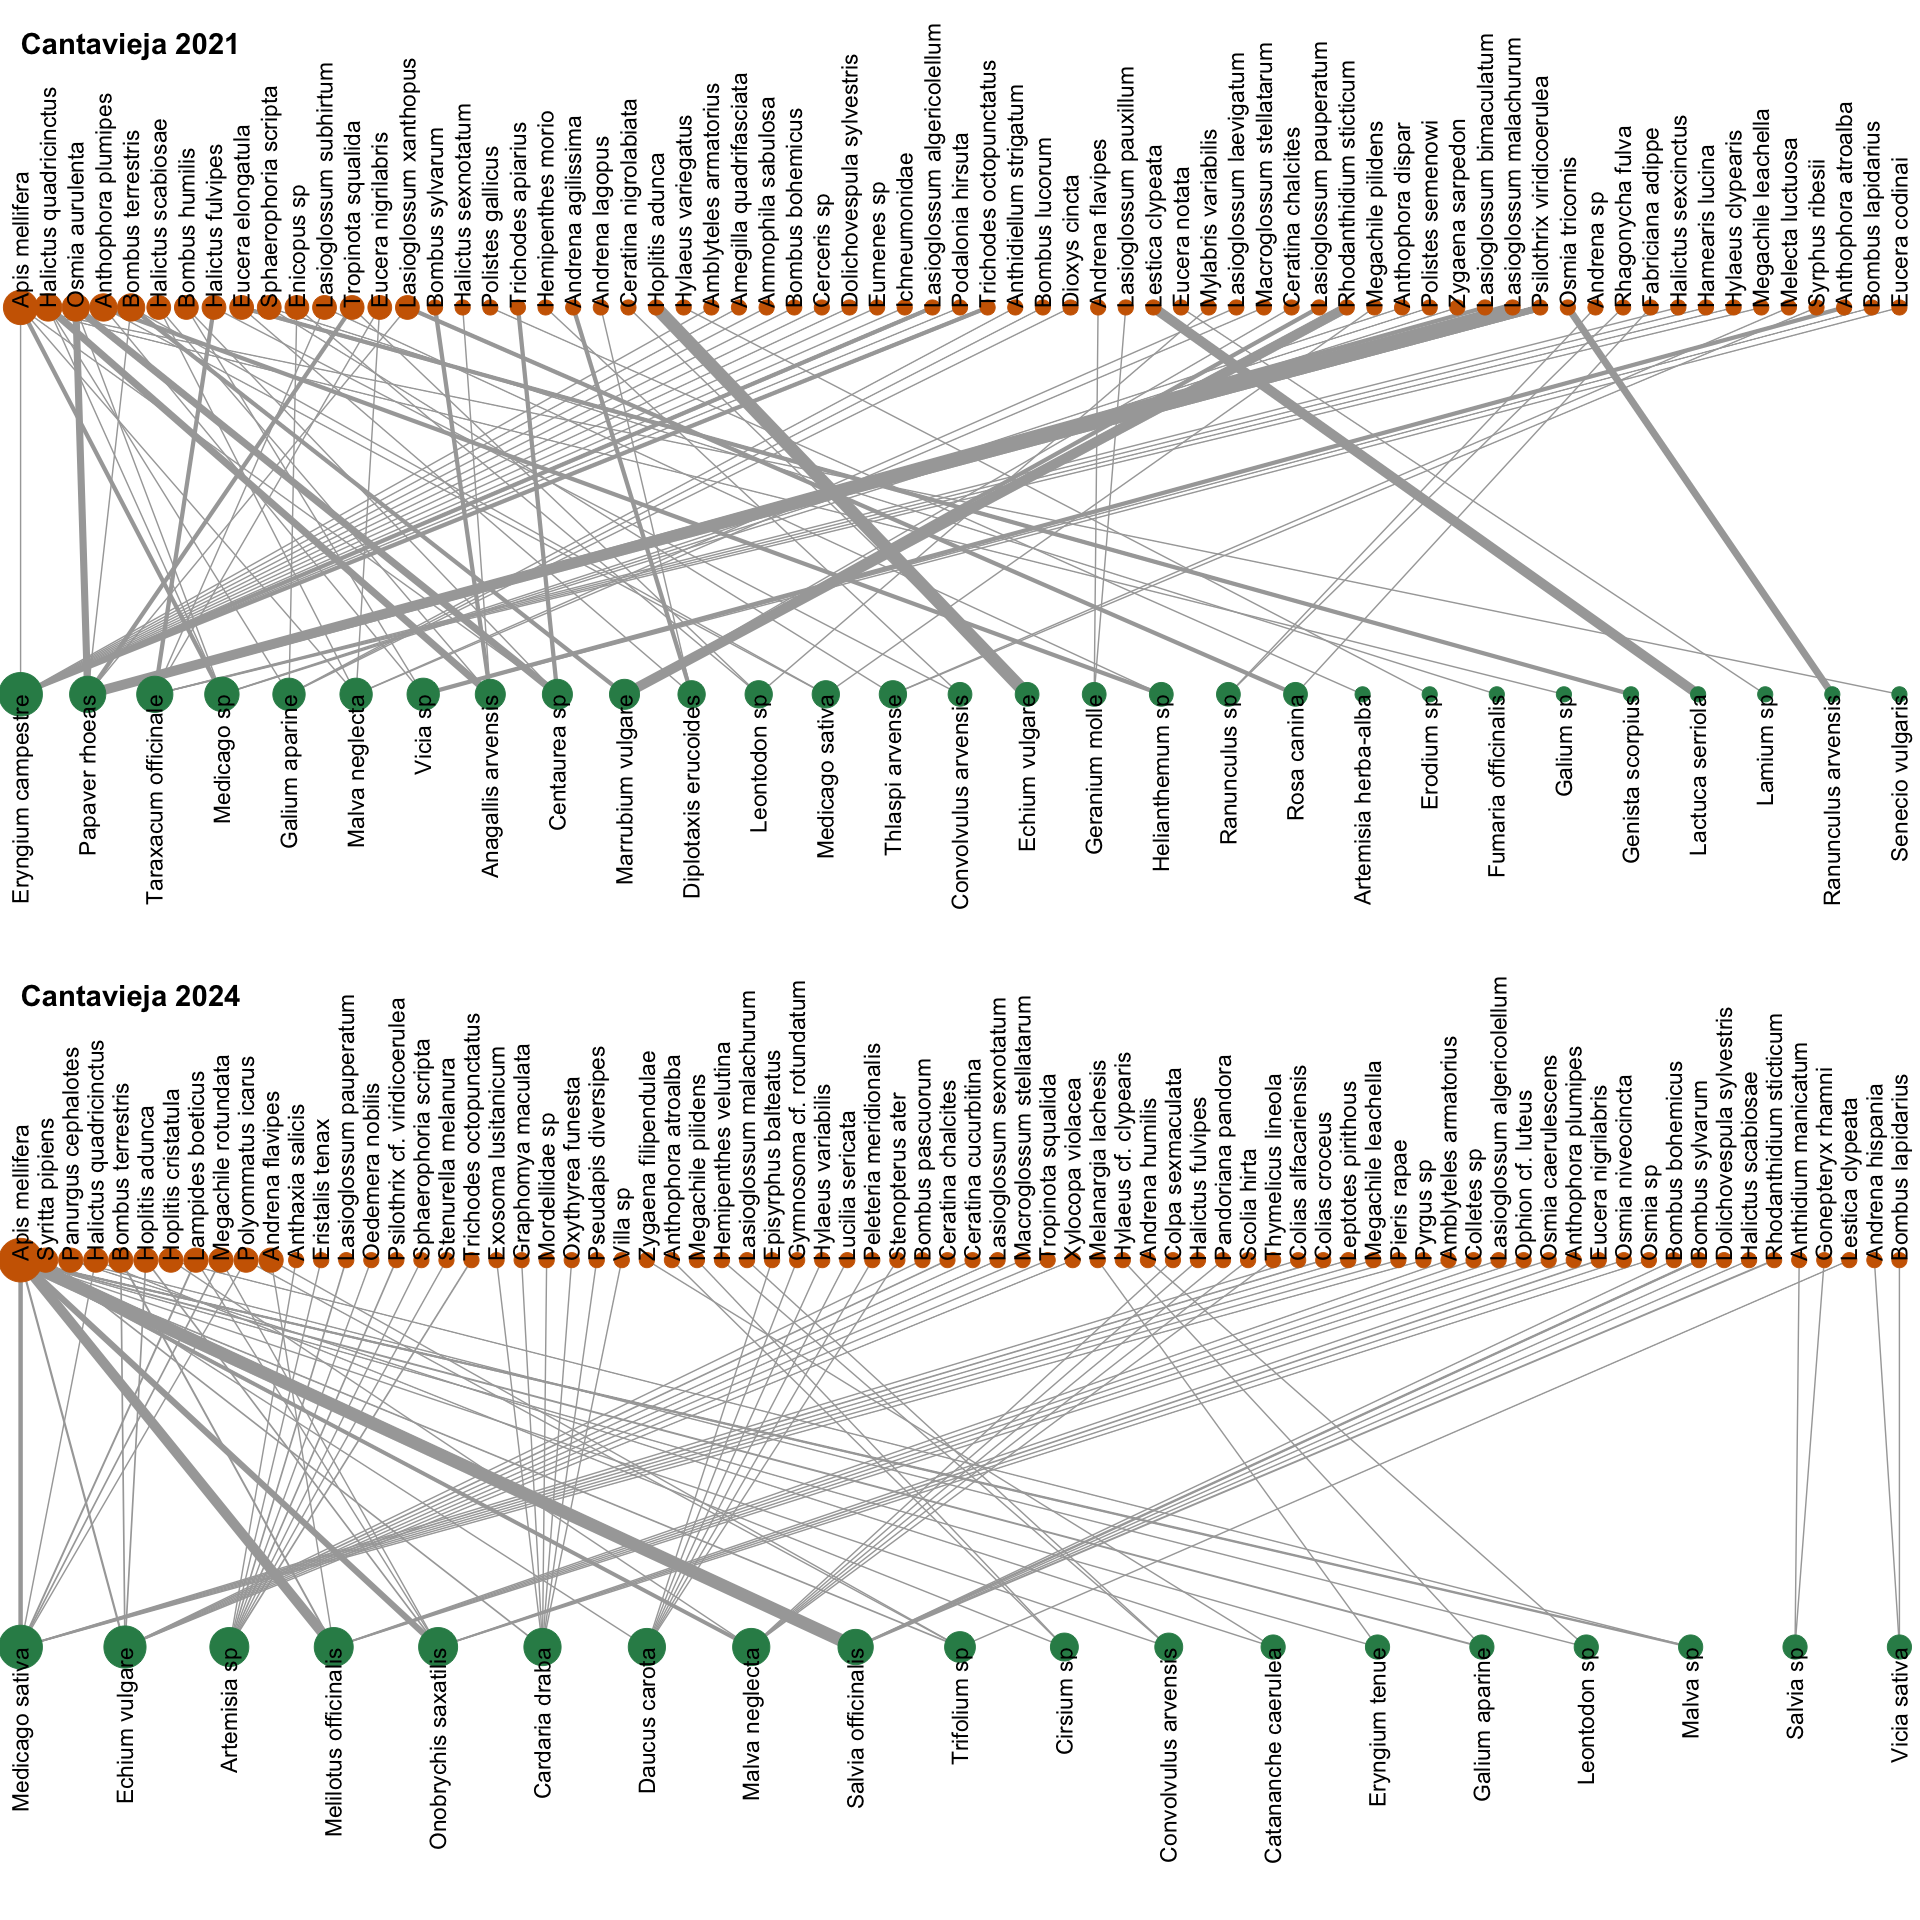 Cantavieja 2021
Apis mellifera
Halictus quadricinctus
Osmia aurulenta
Anthophora plumipes
Bombus terrestris
Halictus scabiosae
Bombus humilis
Halictus fulvipes
Eucera elongatula
Sphaerophoria scripta
Enicopus sp
Lasioglossum subhirtum
Tropinota squalida
Eucera nigrilabris
Lasioglossum xanthopus
Bombus sylvarum
Halictus sexnotatum
Polistes gallicus
Trichodes apiarius
Hemipenthes morio
Andrena agilissima
Andrena lagopus
Ceratina nigrolabiata
Hoplitis adunca
Hylaeus variegatus
Amblyteles armatorius
Amegilla quadrifasciata
Ammophila sabulosa
Bombus bohemicus
Cerceris sp
Dolichovespula sylvestris
Eumenes sp
Ichneumonidae
Lasioglossum algericolellum
Podalonia hirsuta
Trichodes octopunctatus
Anthidiellum strigatum
Bombus lucorum
Dioxys cincta
Andrena flavipes
Lasioglossum pauxillum
Lestica clypeata
Eucera notata
Mylabris variabilis
Lasioglossum laevigatum
Macroglossum stellatarum
Ceratina chalcites
Lasioglossum pauperatum
Rhodanthidium sticticum
Megachile pilidens
Anthophora dispar
Polistes semenowi
Zygaena sarpedon
Lasioglossum bimaculatum
Lasioglossum malachurum
Psilothrix viridicoerulea
Osmia tricornis
Andrena sp
Rhagonycha fulva
Fabriciana adippe
Halictus sexcinctus
Hamearis lucina
Hylaeus clypearis
Megachile leachella
Melecta luctuosa
Syrphus ribesii
Anthophora atroalba
Bombus lapidarius
Eucera codinai
Eryngium campestre
Papaver rhoeas
Taraxacum officinale
Medicago sp
Galium aparine
Malva neglecta
Vicia sp
Anagallis arvensis
Centaurea sp
Marrubium vulgare
Diplotaxis erucoides
Leontodon sp
Medicago sativa
Thlaspi arvense
Convolvulus arvensis
Echium vulgare
Geranium molle
Helianthemum sp
Ranunculus sp
Rosa canina
Artemisia herba-alba
Erodium sp
Fumaria officinalis
Galium sp
Genista scorpius
Lactuca serriola
Lamium sp
Ranunculus arvensis
Senecio vulgaris
Cantavieja 2024
Apis mellifera
Syritta pipiens
Panurgus cephalotes
Halictus quadricinctus
Bombus terrestris
Hoplitis adunca
Hoplitis cristatula
Lampides boeticus
Megachile rotundata
Polyommatus icarus
Andrena flavipes
Anthaxia salicis
Eristalis tenax
Lasioglossum pauperatum
Oedemera nobilis
Psilothrix cf. viridicoerulea
Sphaerophoria scripta
Stenurella melanura
Trichodes octopunctatus
Exosoma lusitanicum
Graphomya maculata
Mordellidae sp
Oxythyrea funesta
Pseudapis diversipes
Villa sp
Zygaena filipendulae
Anthophora atroalba
Megachile pilidens
Hemipenthes velutina
Lasioglossum malachurum
Episyrphus balteatus
Gymnosoma cf. rotundatum
Hylaeus variabilis
Lucilia sericata
Peleteria meridionalis
Stenopterus ater
Bombus pascuorum
Ceratina chalcites
Ceratina cucurbitina
Lasioglossum sexnotatum
Macroglossum stellatarum
Tropinota squalida
Xylocopa violacea
Melanargia lachesis
Hylaeus cf. clypearis
Andrena humilis
Colpa sexmaculata
Halictus fulvipes
Pandoriana pandora
Scolia hirta
Thymelicus lineola
Colias alfacariensis
Colias croceus
Leptotes pirithous
Megachile leachella
Pieris rapae
Pyrgus sp
Amblyteles armatorius
Colletes sp
Lasioglossum algericolellum
Ophion cf. luteus
Osmia caerulescens
Anthophora plumipes
Eucera nigrilabris
Osmia niveocincta
Osmia sp
Bombus bohemicus
Bombus sylvarum
Dolichovespula sylvestris
Halictus scabiosae
Rhodanthidium sticticum
Anthidium manicatum
Gonepteryx rhamni
Lestica clypeata
Andrena hispania
Bombus lapidarius
Medicago sativa
Echium vulgare
Artemisia sp
Melilotus officinalis
Onobrychis saxatilis
Cardaria draba
Daucus carota
Malva neglecta
Salvia officinalis
Trifolium sp
Cirsium sp
Convolvulus arvensis
Catananche caerulea
Eryngium tenue
Galium aparine
Leontodon sp
Malva sp
Salvia sp
Vicia sativa